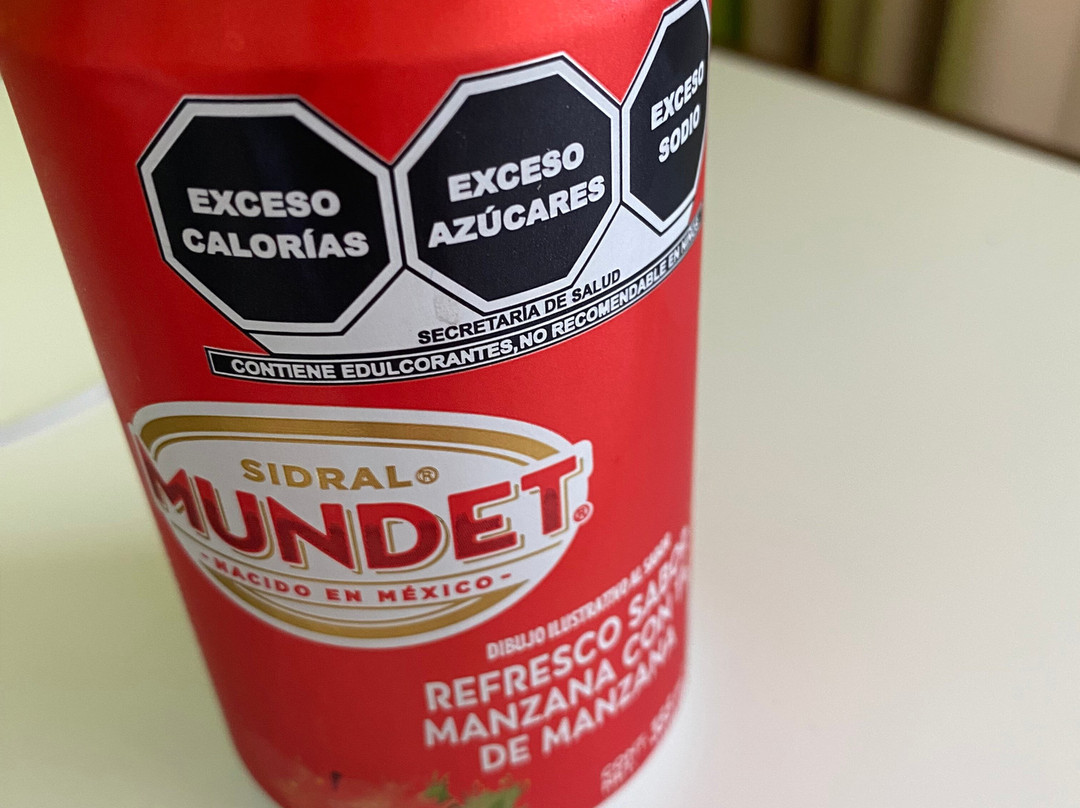 EXCESO
CALORÍAS
EXCESO
AZÚCARES
EXCESO
SODIO
SECRETARÍA DE SALUD
CONTIENE EDULCORANTES, NO RECOMENDABLE EN NIÑOS
SIDRAL®
MUNDET®
- NACIDO EN MÉXICO -
DIBUJO ILUSTRATIVO AL SABOR
REFRESCO SABOR
MANZANA CON
DE MANZANA
CONT.